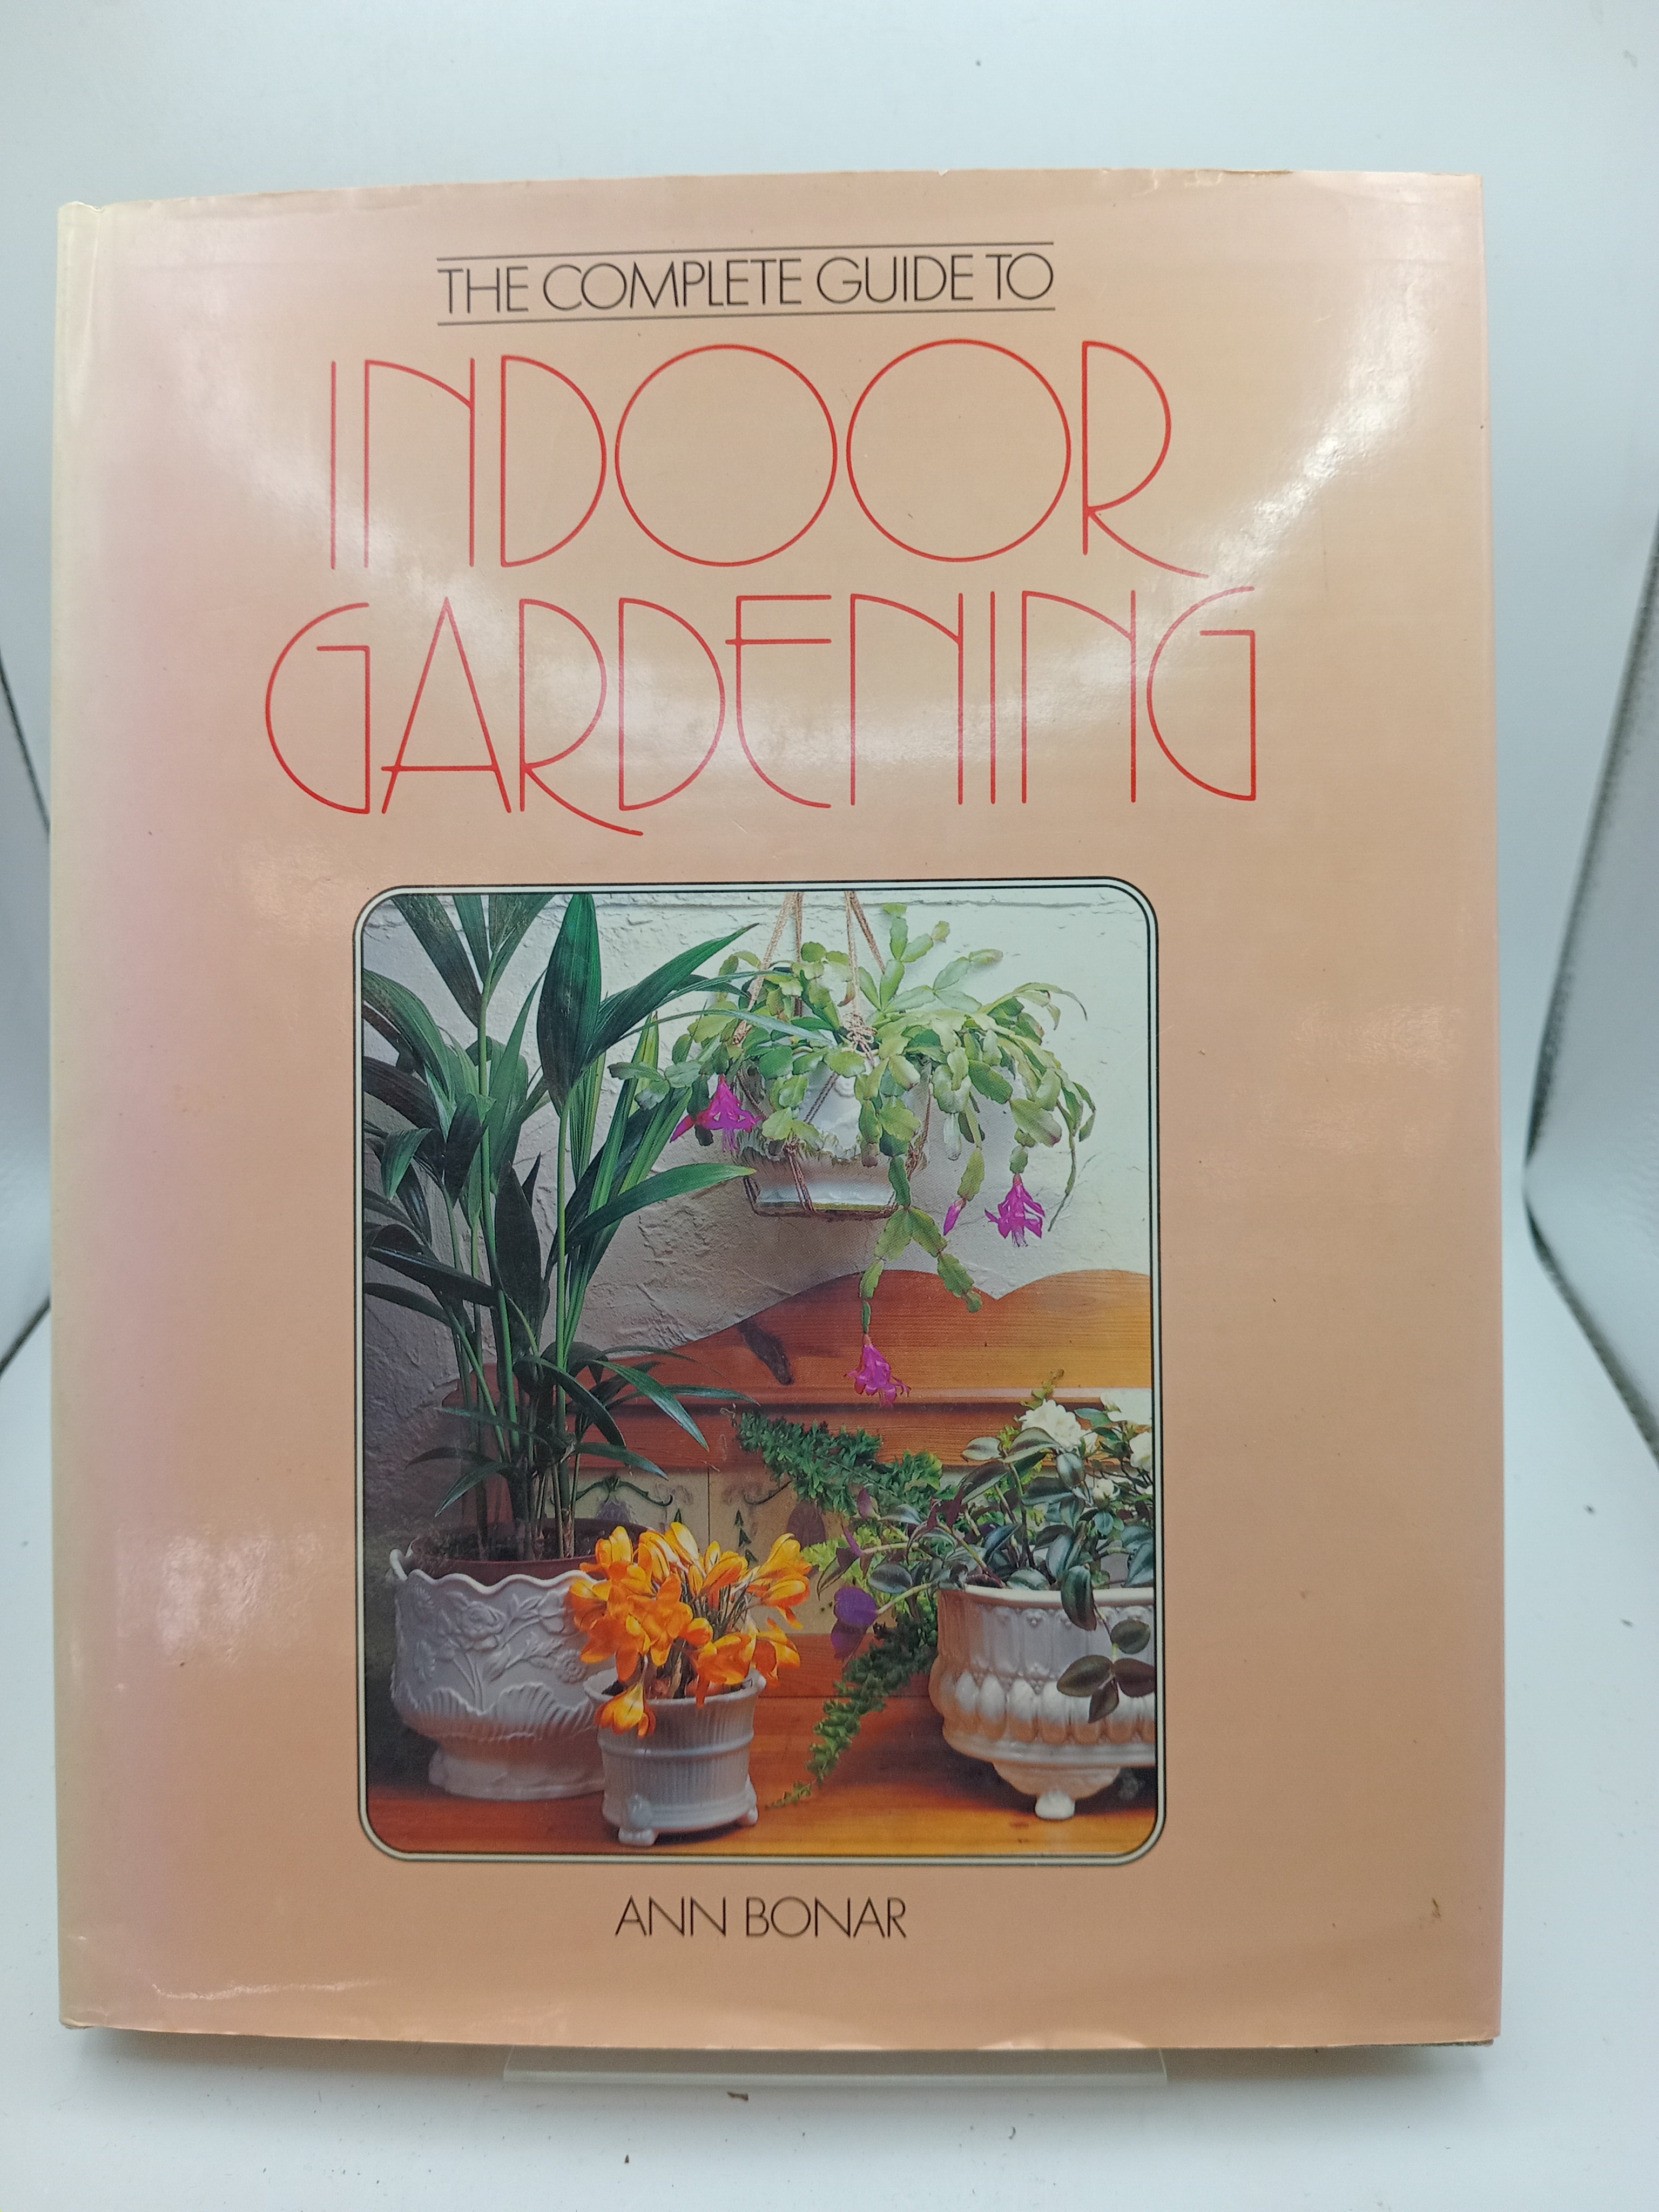 THE COMPLETE GUIDE TO
INDOOR
GARDENING
ANN BONAR